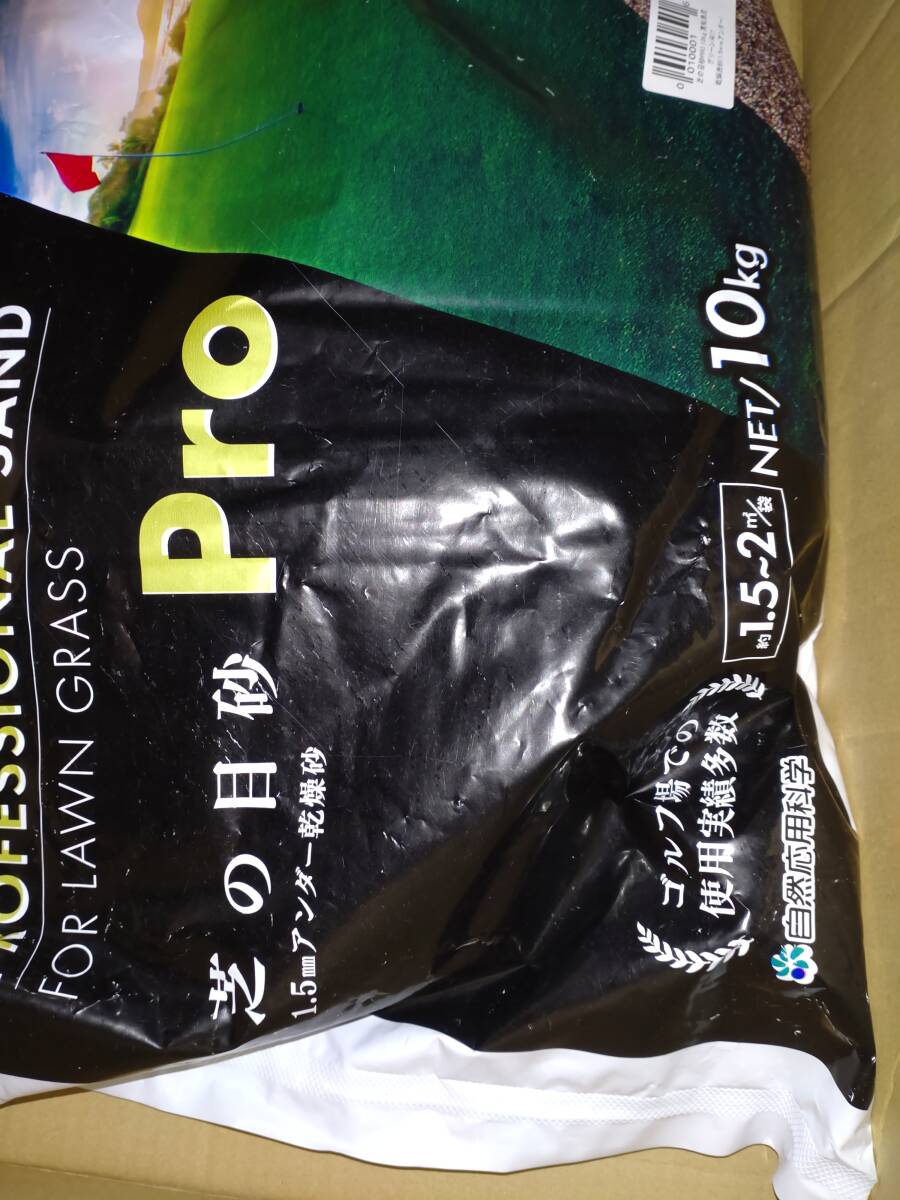 PROFESSIONAL SAND
FOR LAWN GRASS
芝の目砂 Pro
1.5㎜アンダー乾燥砂
ゴルフ場での
使用実績多数
約1.5~2㎡/袋
NET/10kg
自然応用科学
0 010001